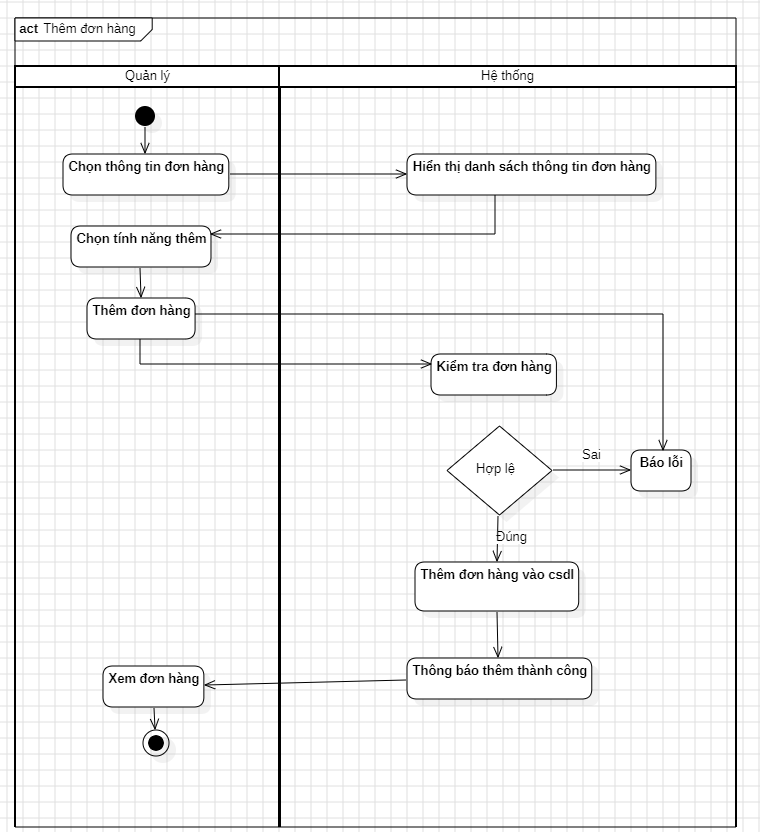 act Thêm đơn hàng
Quản lý
Hệ thống
Chọn thông tin đơn hàng
Hiển thị danh sách thông tin đơn hàng
Chọn tính năng thêm
Thêm đơn hàng
Kiểm tra đơn hàng
Hợp lệ
Sai
Báo lỗi
Đúng
Thêm đơn hàng vào csdl
Thông báo thêm thành công
Xem đơn hàng